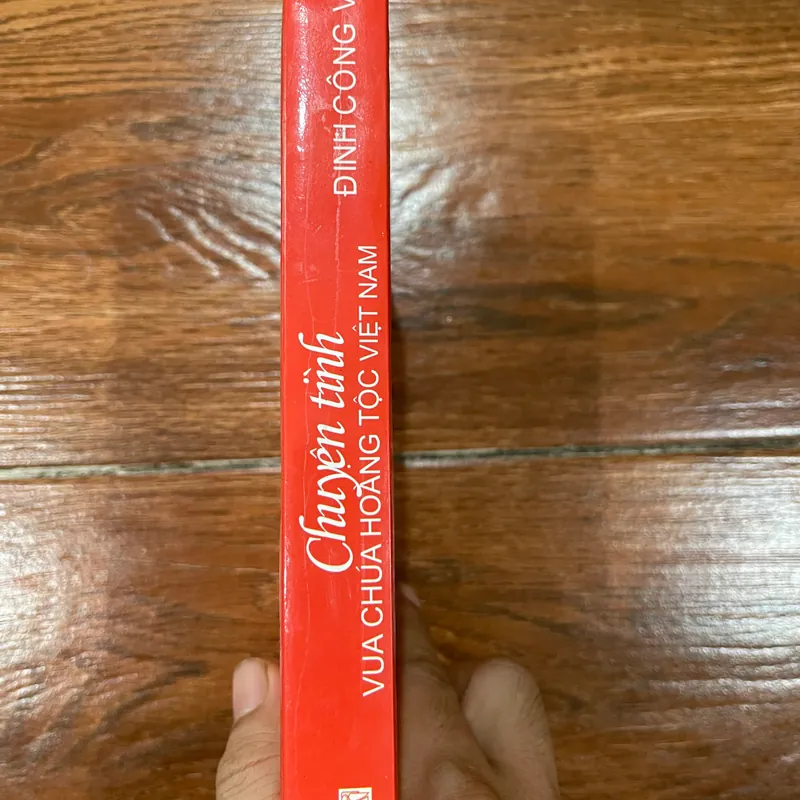 ĐINH CÔNG V
Chuyện tình
VUA CHÚA HOÀNG TỘC VIỆT NAM